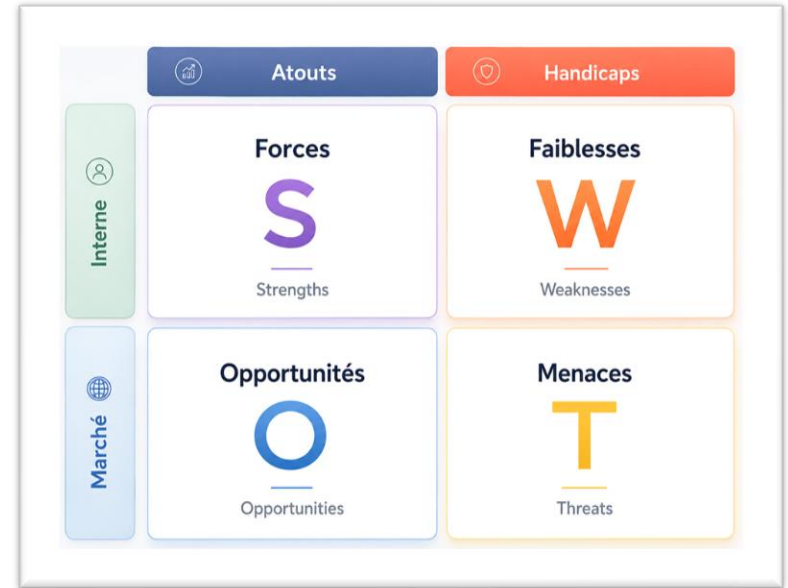 Atouts
Handicaps
Interne
Forces
S
Strengths
Faiblesses
W
Weaknesses
Marché
Opportunités
O
Opportunities
Menaces
T
Threats